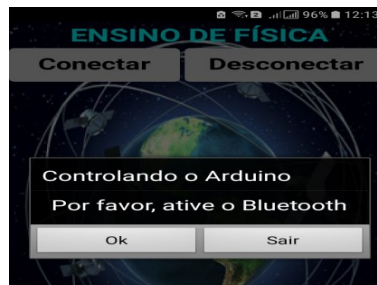 96% 12:13
ENSINO DE FÍSICA
Conectar Desconectar
Controlando o Arduino
Por favor, ative o Bluetooth
Ok Sair